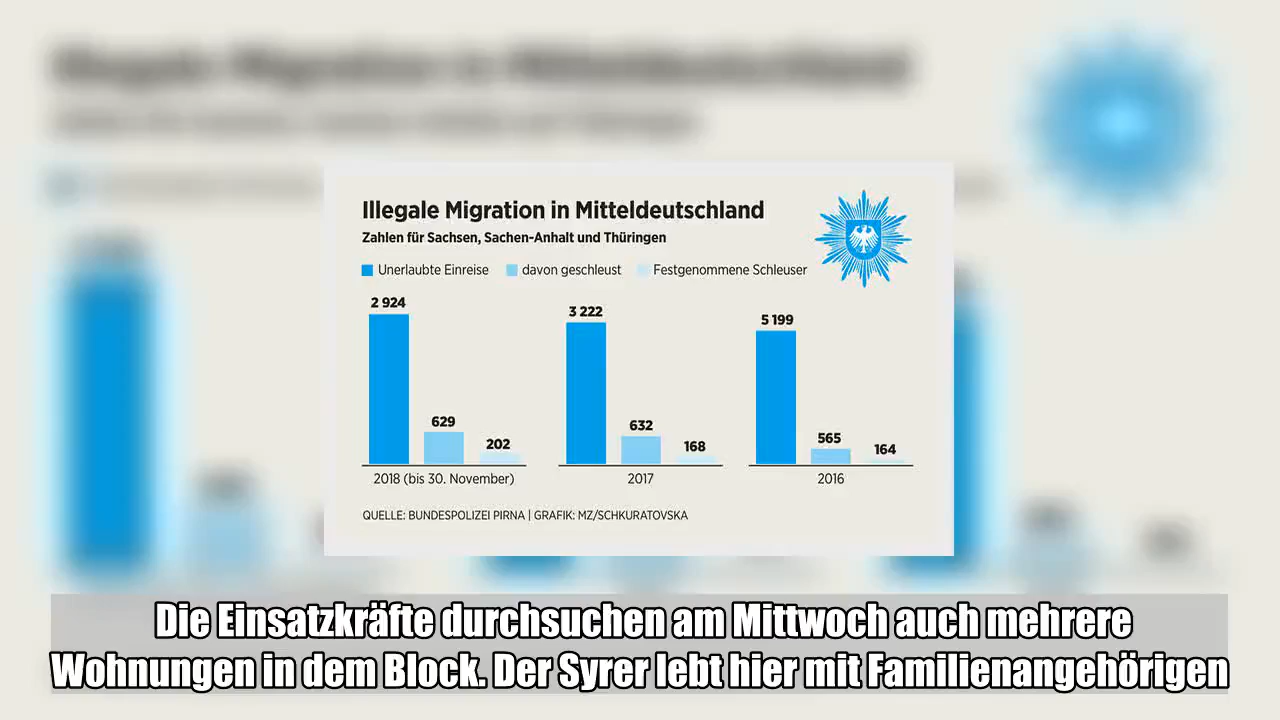 Illegale Migration in Mitteldeutschland
Zahlen für Sachsen, Sachen-Anhalt und Thüringen
Unerlaubte Einreise davon geschleust Festgenommene Schleuser
2 924
629
202
2018 (bis 30. November)
3 222
632
168
2017
5 199
565
164
2016
QUELLE: BUNDESPOLIZEI PIRNA | GRAFIK: MZ/SCHKURATOVSKA
Die Einsatzkräfte durchsuchen am Mittwoch auch mehrere
Wohnungen in dem Block. Der Syrer lebt hier mit Familienangehörigen